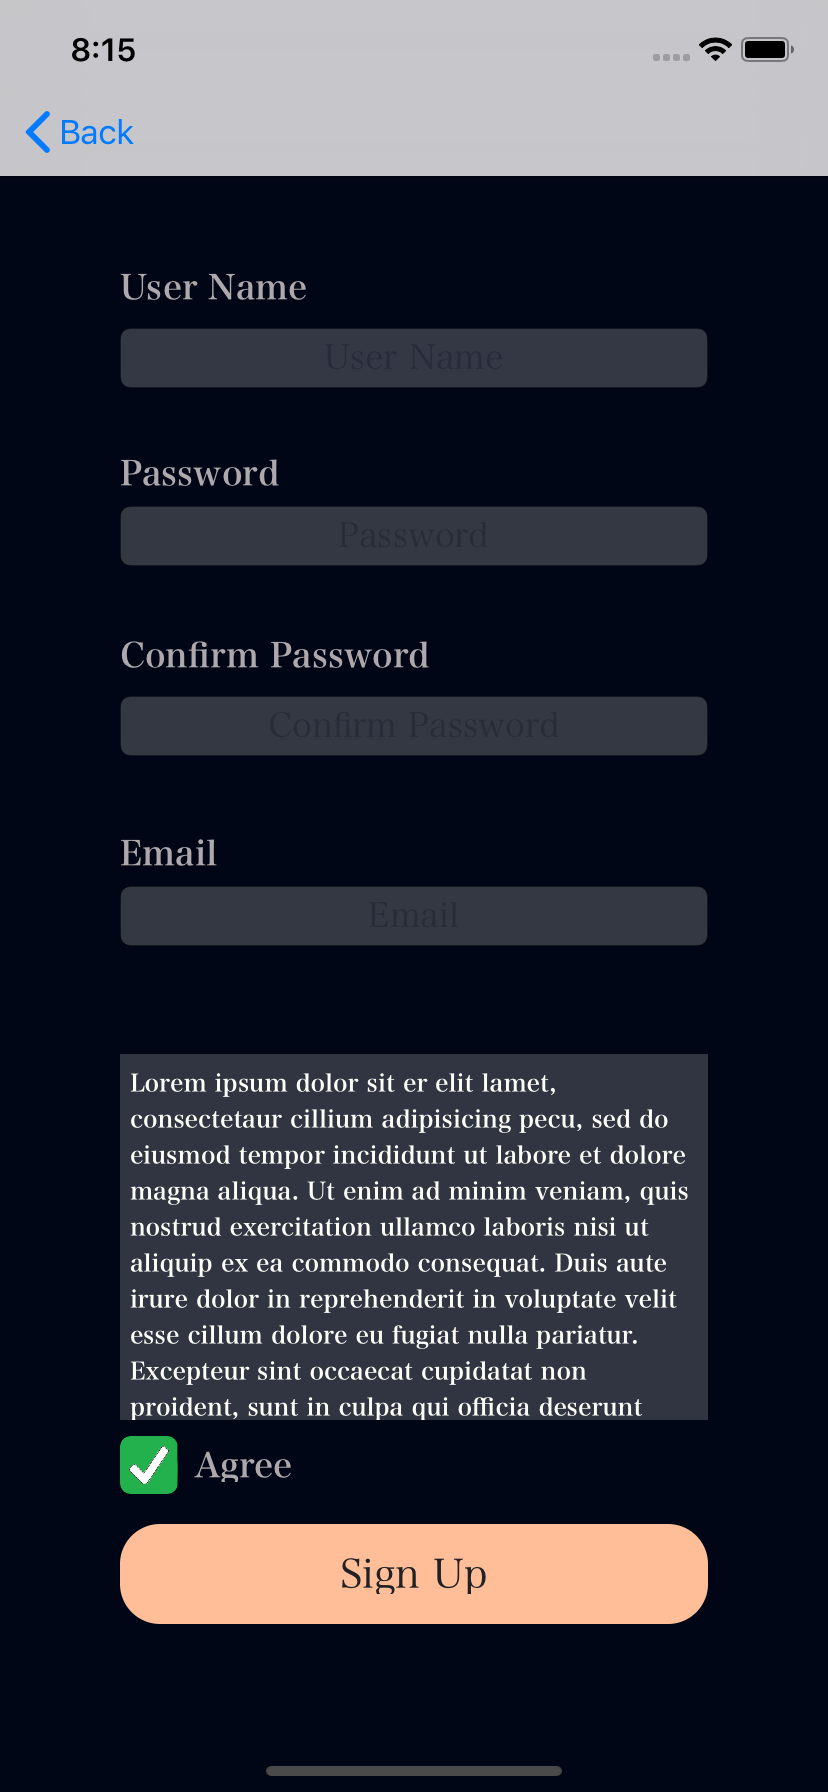 8:15
Back
User Name
User Name
Password
Password
Confirm Password
Confirm Password
Email
Email
Lorem ipsum dolor sit er elit lamet,
consectetaur cillium adipisicing pecu, sed do
eiusmod tempor incididunt ut labore et dolore
magna aliqua. Ut enim ad minim veniam, quis
nostrud exercitation ullamco laboris nisi ut
aliquip ex ea commodo consequat. Duis aute
irure dolor in reprehenderit in voluptate velit
esse cillum dolore eu fugiat nulla pariatur.
Excepteur sint occaecat cupidatat non
proident, sunt in culpa qui officia deserunt
Agree
Sign Up